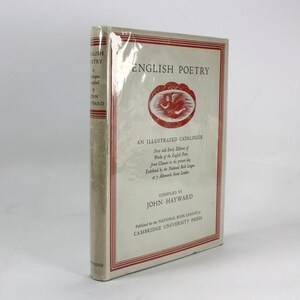 ENGLISH POETRY
AN ILLUSTRATED CATALOGUE
First and Early Editions of
Works of the English Poets
from Chaucer to the present day
Exhibited by the National Book League
at 7 Albemarle Street London
COMPILED BY
JOHN HAYWARD
Published for the NATIONAL BOOK LEAGUE by
CAMBRIDGE UNIVERSITY PRESS
ENGLISH
POETRY
JOHN
HAYWARD